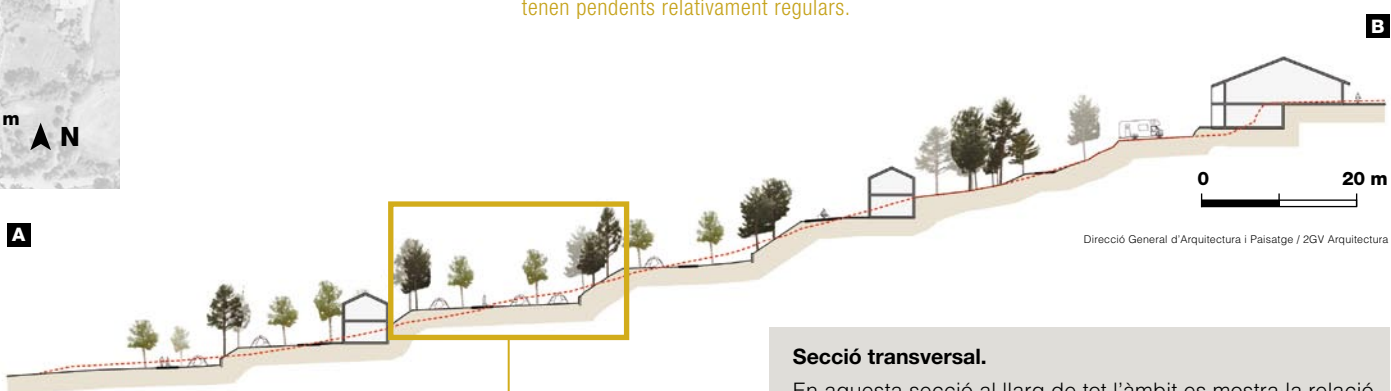 tenen pendents relativament regulars.
B
m
N
0 20 m
A
Direcció General d'Arquitectura i Paisatge / 2GV Arquitectura
Secció transversal.
En aquesta secció al llarg de tot l'àmbit es mostra la relació